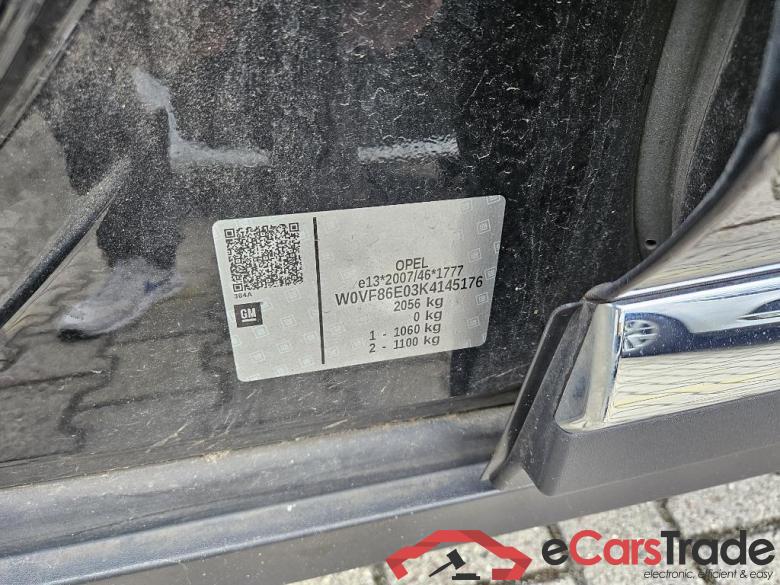 OPEL
e13*2007/46*1777
W0VF86E03K4145176
2056 kg
0 kg
1 - 1060 kg
2 - 1100 kg
384A
GM
eCarsTrade
electronic, efficient & easy